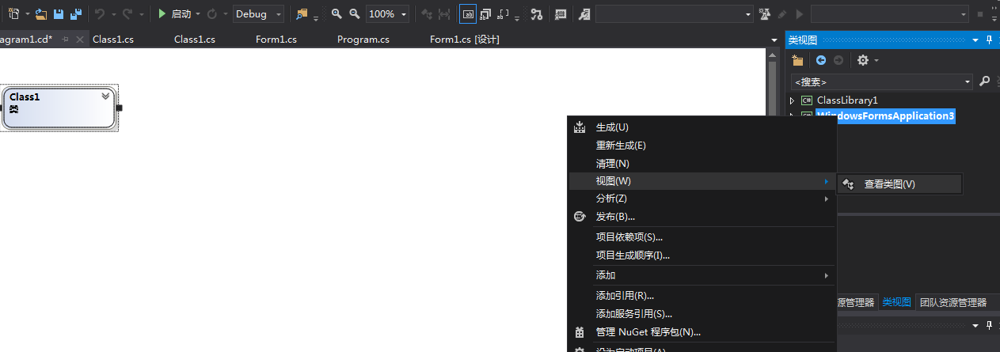 启动 Debug 100%
agram1.cd* Class1.cs Class1.cs Form1.cs Program.cs Form1.cs [设计]
类视图
<搜索>
Class1
类
ClassLibrary1
WindowsFormsApplication3
生成(U)
重新生成(E)
清理(N)
视图(W)
查看类图(V)
分析(Z)
发布(B)...
项目依赖项(S)...
项目生成顺序(I)...
添加
添加引用(R)...
源管理器 类视图 团队资源管理器
添加服务引用(S)...
管理 NuGet 程序包(N)...
设为启动项目(A)